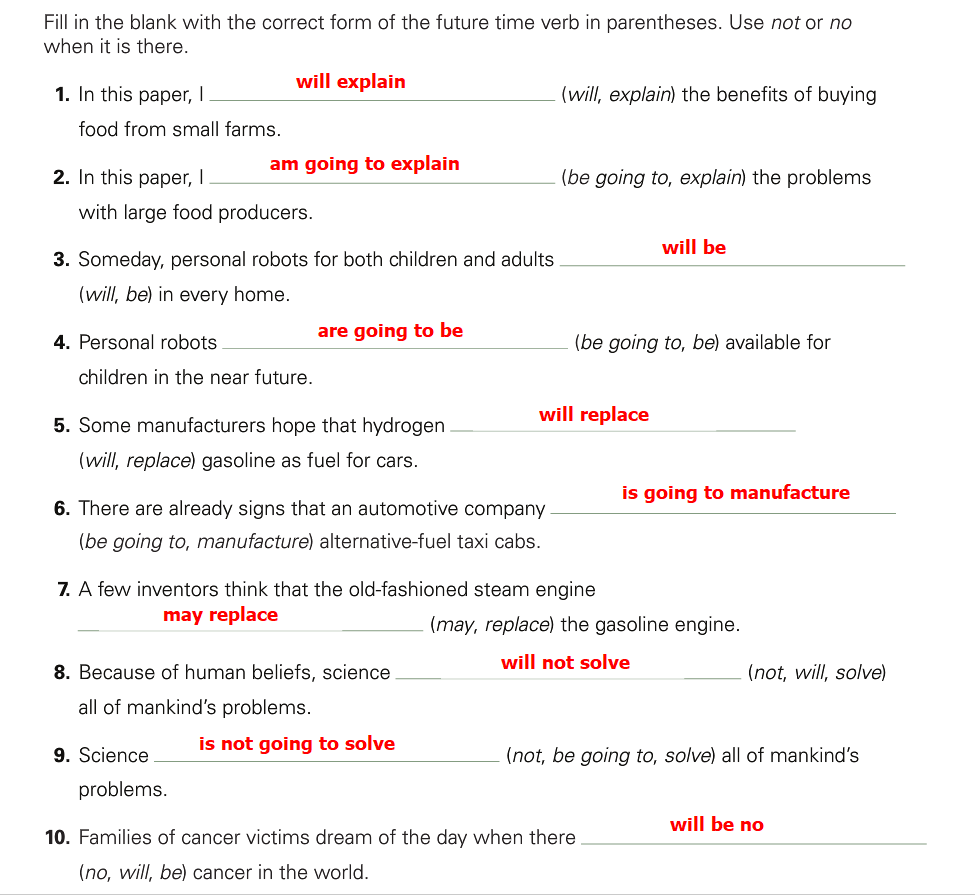 Fill in the blank with the correct form of the future time verb in parentheses. Use not or no
when it is there.
1. In this paper, I will explain (will, explain) the benefits of buying
food from small farms.
2. In this paper, I am going to explain (be going to, explain) the problems
with large food producers.
3. Someday, personal robots for both children and adults will be
(will, be) in every home.
4. Personal robots are going to be (be going to, be) available for
children in the near future.
5. Some manufacturers hope that hydrogen will replace
(will, replace) gasoline as fuel for cars.
6. There are already signs that an automotive company is going to manufacture
(be going to, manufacture) alternative-fuel taxi cabs.
7. A few inventors think that the old-fashioned steam engine
may replace (may, replace) the gasoline engine.
8. Because of human beliefs, science will not solve (not, will, solve)
all of mankind's problems.
9. Science is not going to solve (not, be going to, solve) all of mankind's
problems.
10. Families of cancer victims dream of the day when there will be no
(no, will, be) cancer in the world.